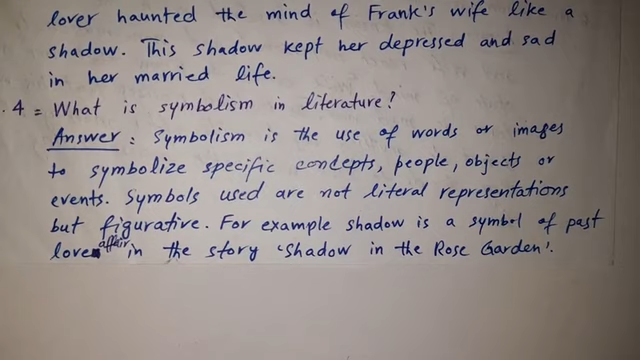 lover haunted the mind of Frank's wife like a
shadow. This shadow kept her depressed and sad
in her married life.
.4 = What is symbolism in literature?
Answer : Symbolism is the use of words or images
to symbolize specific concepts, people, objects or
events. Symbols used are not literal representations
but figurative. For example shadow is a symbol of past
love affair in the story 'Shadow in the Rose Garden'.